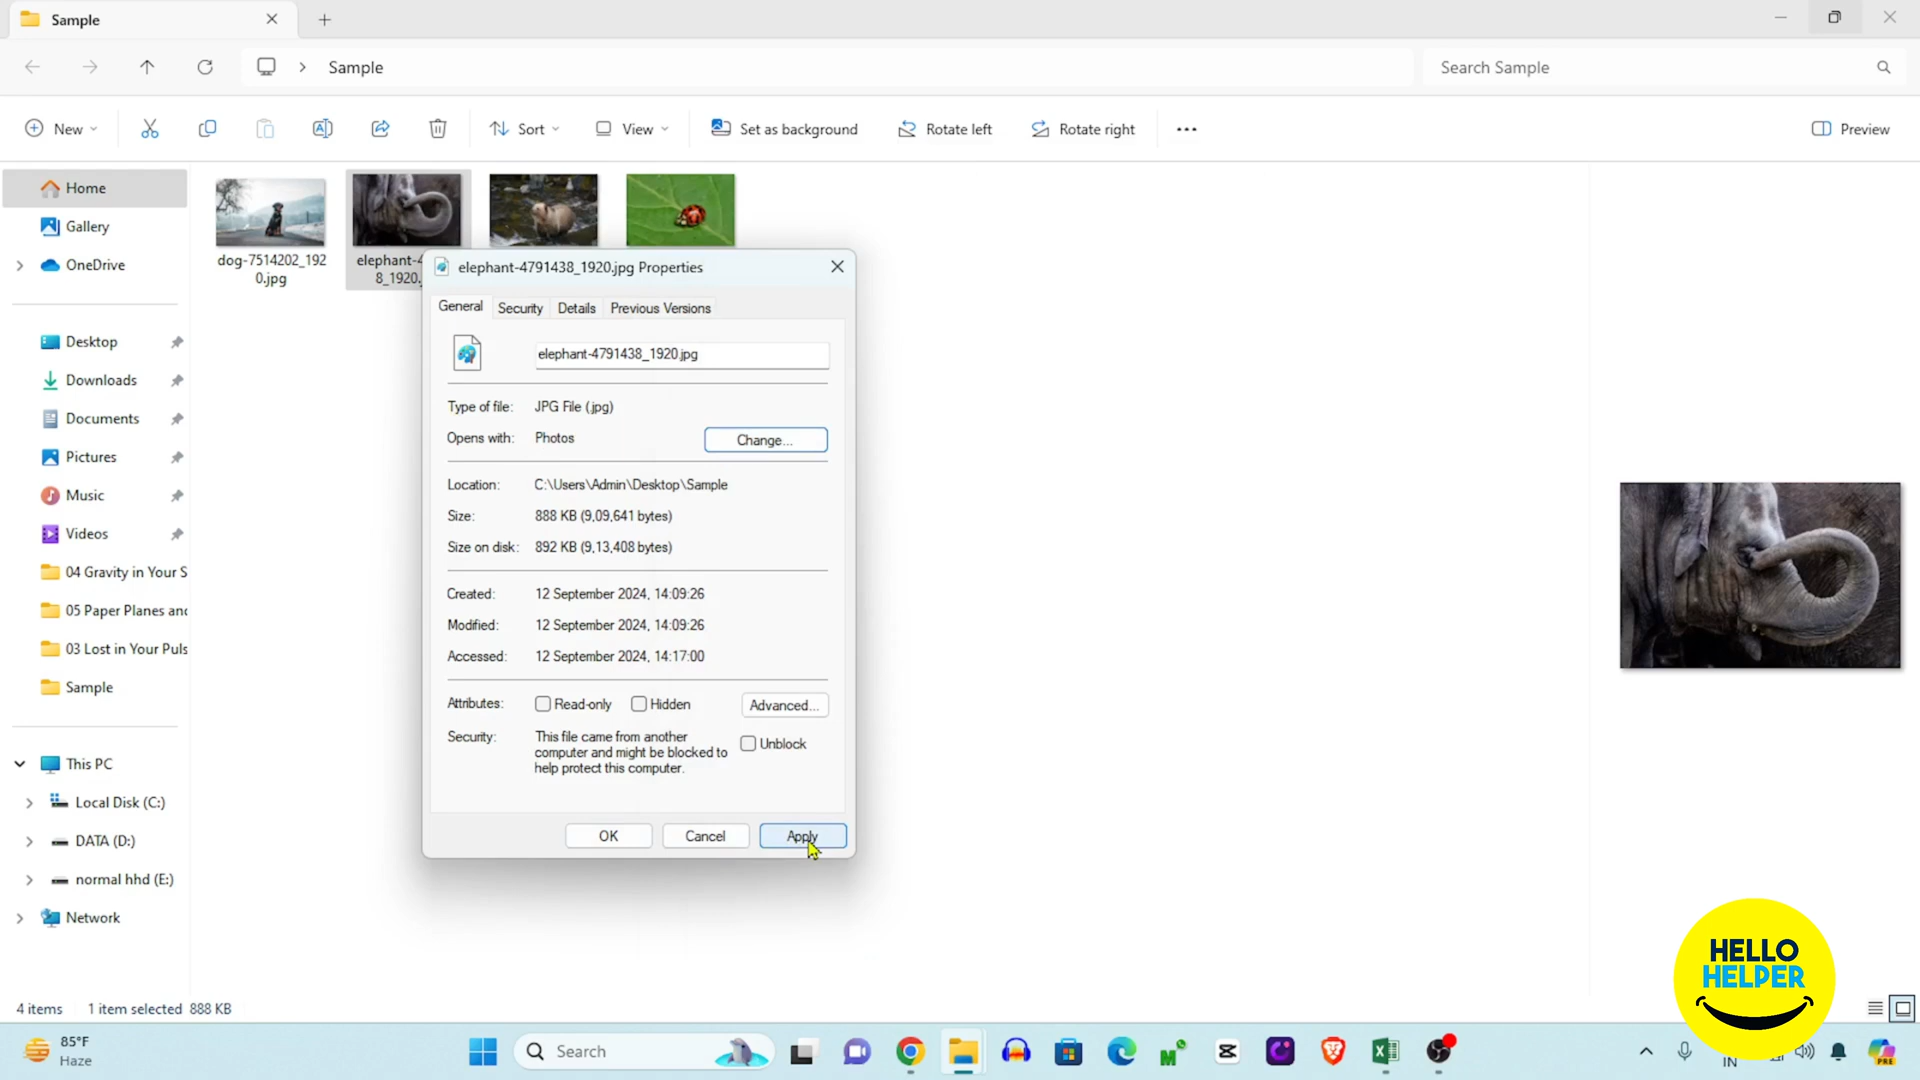 Sample
Sample
Search Sample
New
Sort
View
Set as background
Rotate left
Rotate right
Preview
Home
Gallery
OneDrive
Desktop
Downloads
Documents
Pictures
Music
Videos
04 Gravity in Your S
05 Paper Planes and
03 Lost in Your Puls
Sample
This PC
Local Disk (C:)
DATA (D:)
normal hhd (E:)
Network
dog-7514202_192
0.jpg
elephant-4
8_1920.
elephant-4791438_1920.jpg Properties
General Security Details Previous Versions
elephant-4791438_1920.jpg
Type of file: JPG File (.jpg)
Opens with: Photos Change...
Location: C:\Users\Admin\Desktop\Sample
Size: 888 KB (9,09,641 bytes)
Size on disk: 892 KB (9,13,408 bytes)
Created: 12 September 2024, 14:09:26
Modified: 12 September 2024, 14:09:26
Accessed: 12 September 2024, 14:17:00
Attributes: Read-only Hidden Advanced...
Security: This file came from another
computer and might be blocked to
help protect this computer.
Unblock
OK Cancel Apply
HELLO
HELPER
4 items 1 item selected 888 KB
85°F
Haze
Search
IN
PRE